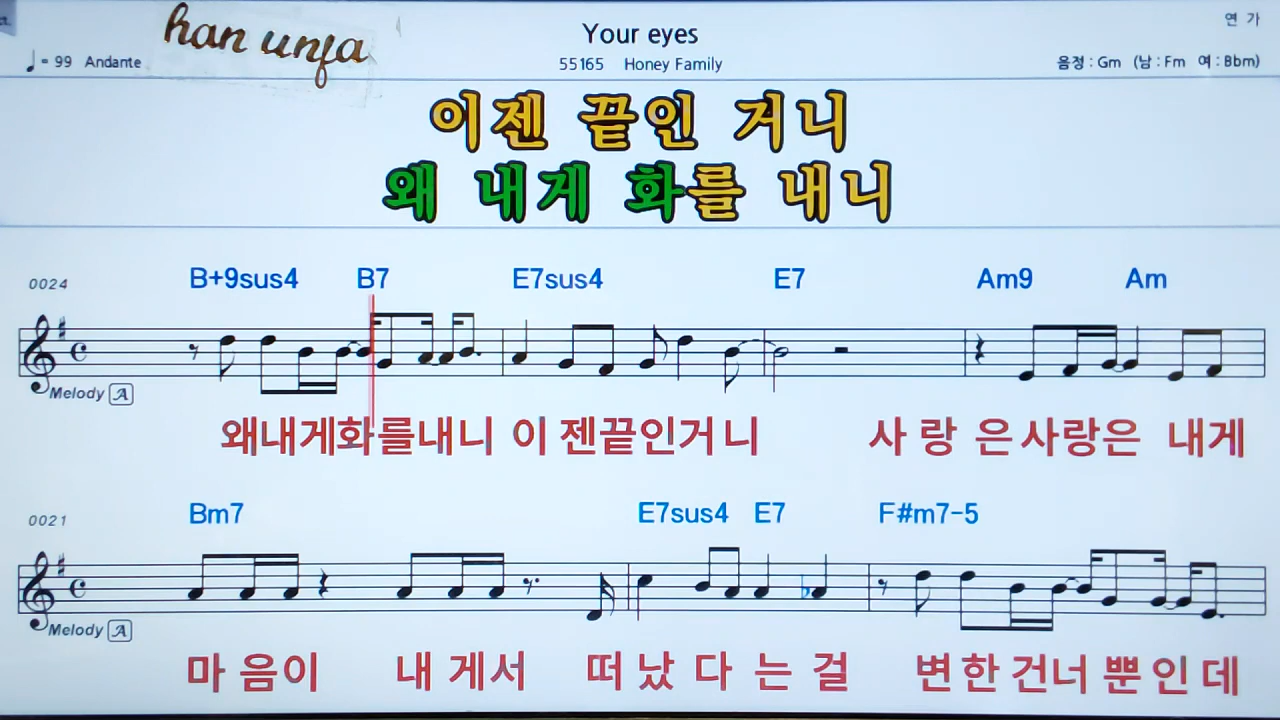 ct.
han unja
Your eyes
연 가
♩ = 99 Andante
55165 Honey Family
음정 : Gm (남 : Fm 여 : Bbm)
이젠 끝인 거니
왜 내게 화를 내니
0024 B+9sus4 B7 E7sus4 E7 Am9 Am
Melody A
왜내게화를내니 이 젠끝인거니 사 랑 은사랑은 내게
0021 Bm7 E7sus4 E7 F#m7-5
Melody A
마 음이 내 게서 떠 났 다 는 걸 변한 건너 뿐인 데